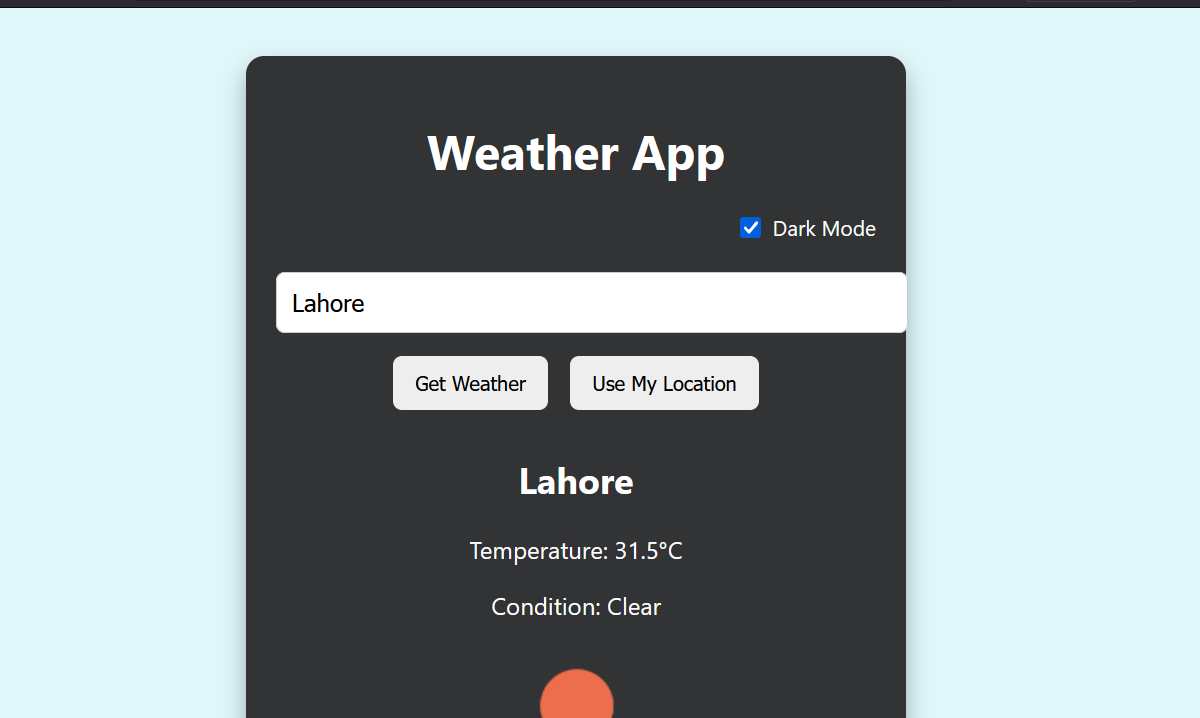 Weather App
Dark Mode
Lahore
Get Weather Use My Location
Lahore
Temperature: 31.5°C
Condition: Clear